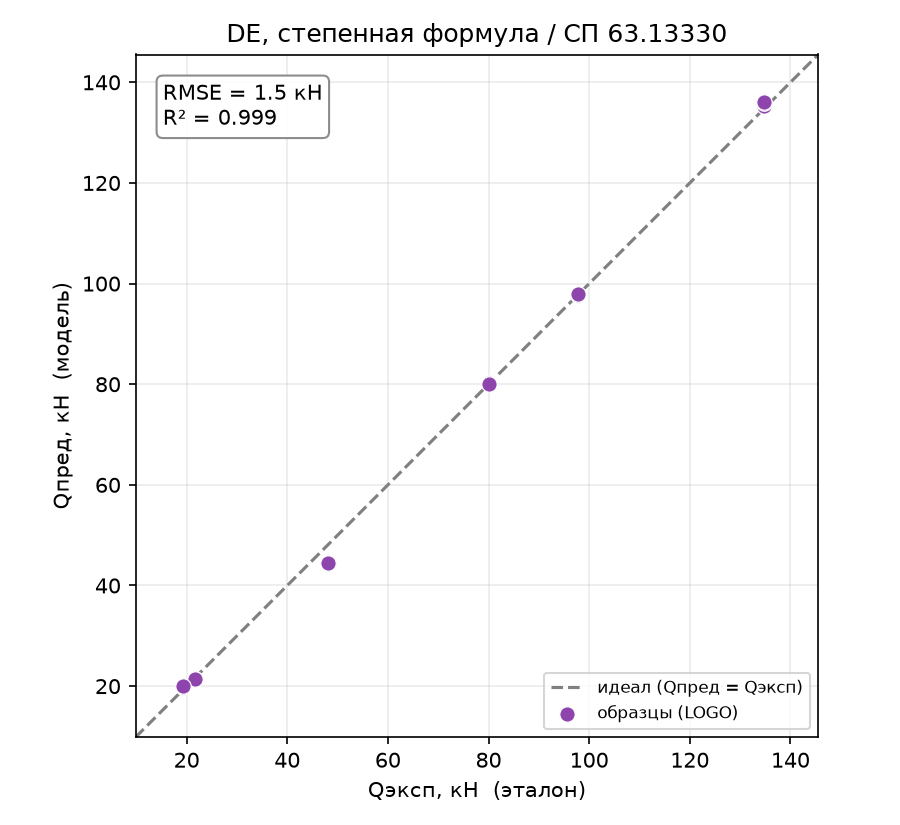 DE, степенная формула / СП 63.13330
RMSE = 1.5 кН
R² = 0.999
Qпред, кН  (модель)
140
120
100
80
60
40
20
идеал (Qпред = Qэксп)
образцы (LOGO)
20 40 60 80 100 120 140
Qэксп, кН  (эталон)